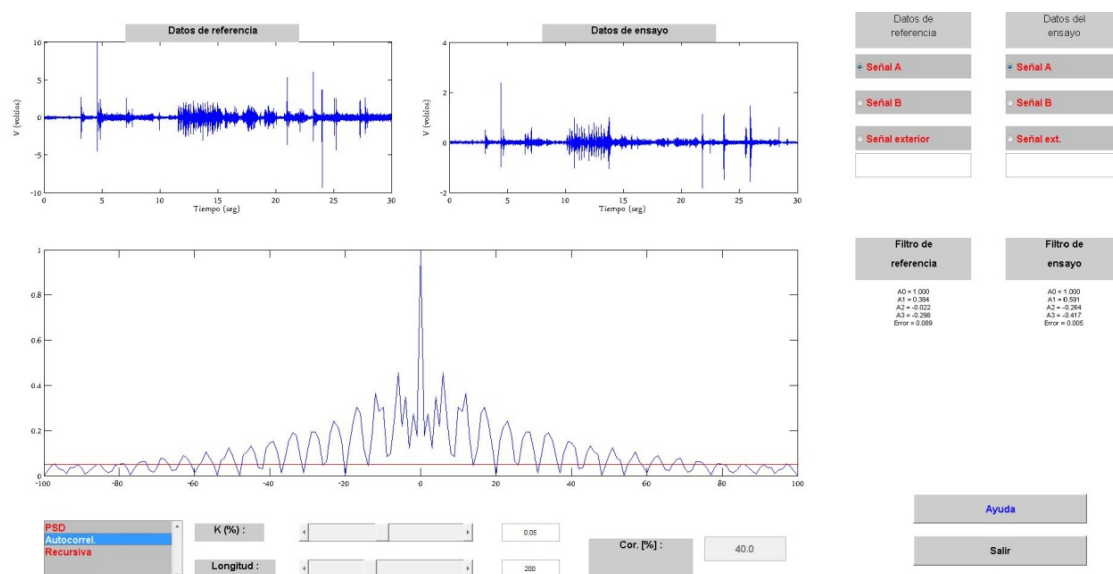 Datos de referencia
10
5
0
-5
-10
V (voltios)
0 5 10 15 20 25 30
Tiempo (seg)
Datos de ensayo
4
2
0
-2
V (voltios)
0 5 10 15 20 25 30
Tiempo (seg)
Datos de
referencia
Señal A
Señal B
Señal exterior
Datos del
ensayo
Señal A
Señal B
Señal ext.
1
0.8
0.6
0.4
0.2
0
-100 -80 -60 -40 -20 0 20 40 60 80 100
Filtro de
referencia
A0 = 1.000
A1 = 0.384
A2 = -0.022
A3 = -0.298
Error = 0.089
Filtro de
ensayo
A0 = 1.000
A1 = 0.591
A2 = -0.264
A3 = -0.417
Error = 0.005
PSD
Autocorrel.
Recursiva
K (%) :
0.05
Longitud :
200
Cor. [%] :
40.0
Ayuda
Salir